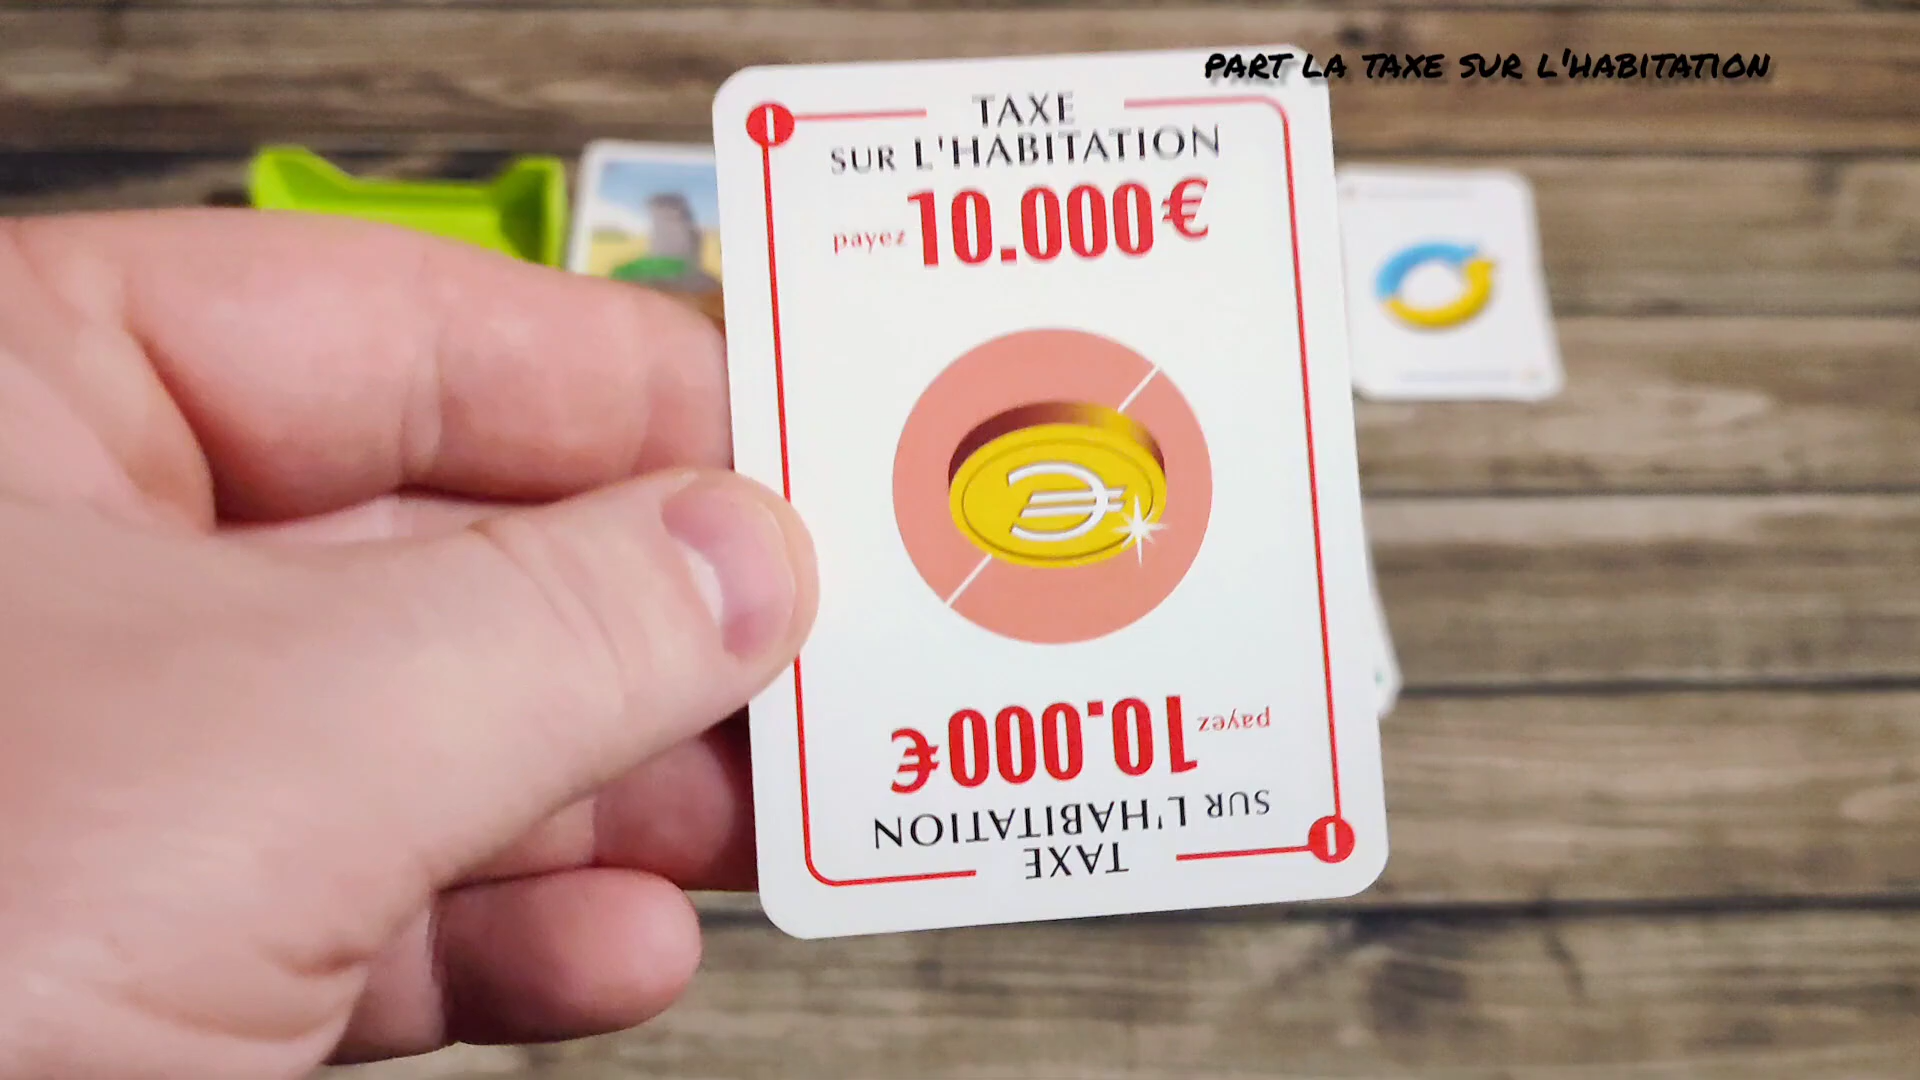 PART LA TAXE SUR L'HABITATION
TAXE
SUR L'HABITATION
payez 10.000€
payez 10.000€
SUR L'HABITATION
TAXE